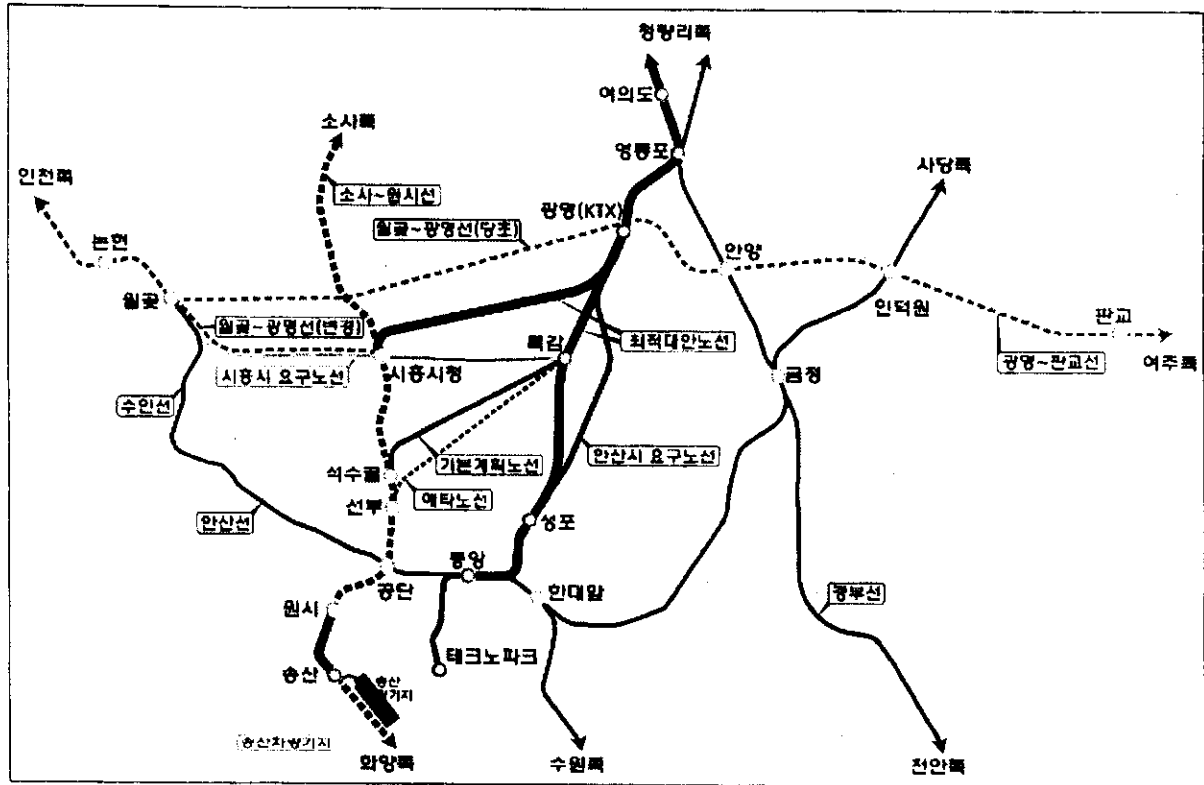 청량리쪽
여의도
소사쪽
영등포
인천쪽
소사~원시선
사당쪽
월곶~광명선(당초)
광명(KTX)
논현
안양
월곶
인덕원
월곶~광명선(변경)
판교
목감
최적대안노선
시흥시 요구노선
시흥시청
광명~판교선
여주쪽
금정
수인선
기본계획노선
안산시 요구노선
석수골
예타노선
선부
안산선
성포
중앙
공단
한대앞
경부선
원시
테크노파크
송산
송산
차량기지
송산차량기지
화양쪽
수원쪽
천안쪽